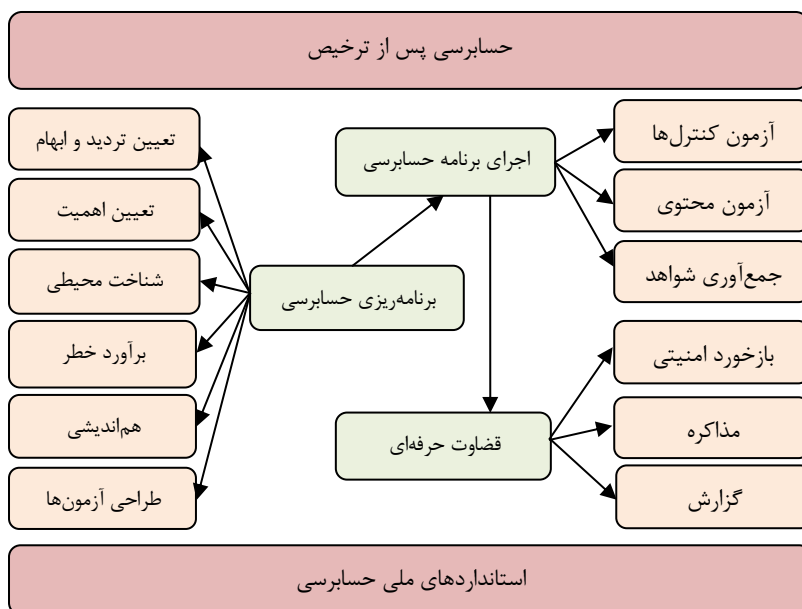 حسابرسی پس از ترخیص
آزمون کنترل‌ها
آزمون محتوی
جمع‌آوری شواهد
بازخورد امنیتی
مذاکره
گزارش
اجرای برنامه حسابرسی
برنامه‌ریزی حسابرسی
قضاوت حرفه‌ای
تعیین تردید و ابهام
تعیین اهمیت
شناخت محیطی
برآورد خطر
هم‌اندیشی
طراحی آزمون‌ها
استانداردهای ملی حسابرسی